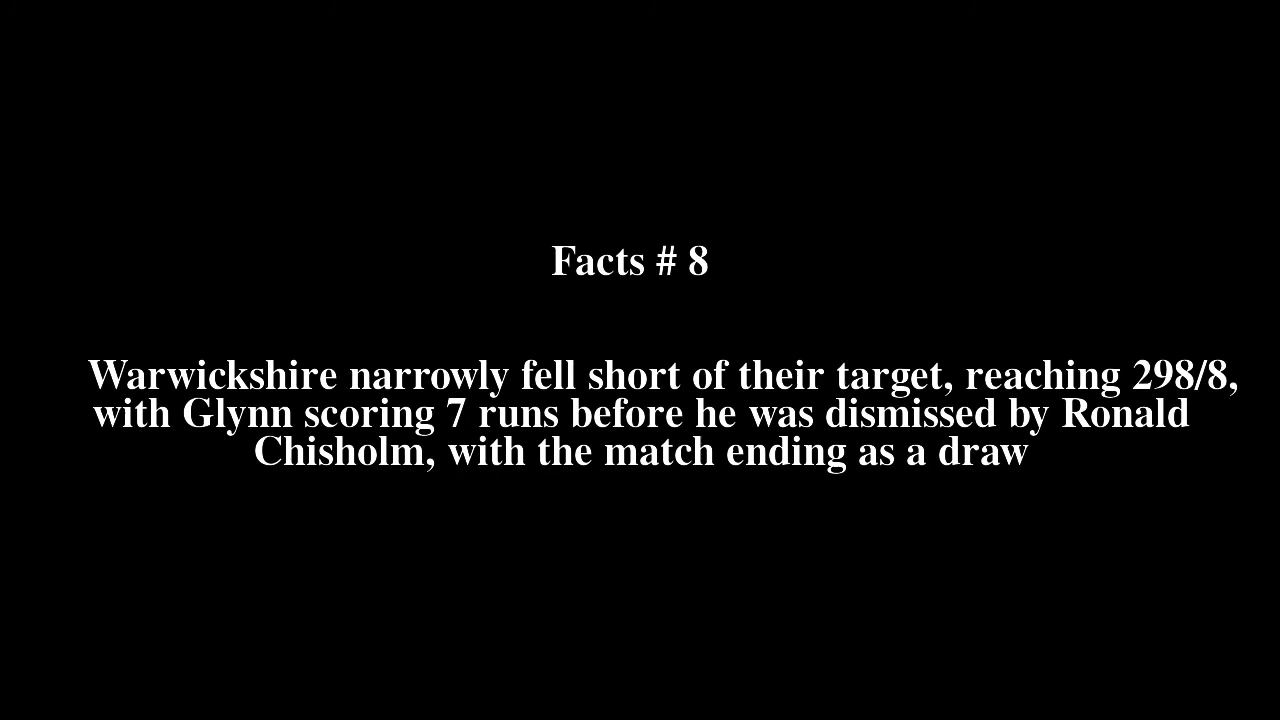 Facts # 8
Warwickshire narrowly fell short of their target, reaching 298/8,
with Glynn scoring 7 runs before he was dismissed by Ronald
Chisholm, with the match ending as a draw